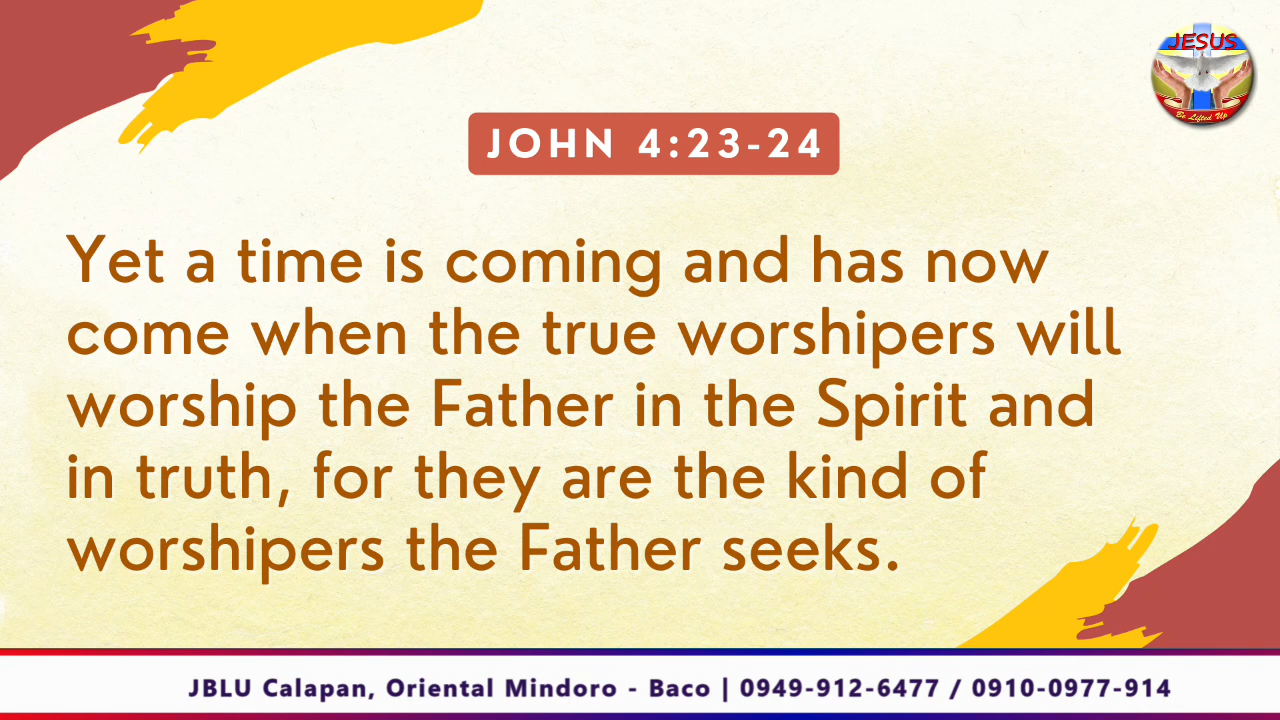 JESUS
Be Lifted Up
JOHN 4:23-24
Yet a time is coming and has now
come when the true worshipers will
worship the Father in the Spirit and
in truth, for they are the kind of
worshipers the Father seeks.
JBLU Calapan, Oriental Mindoro - Baco | 0949-912-6477 / 0910-0977-914